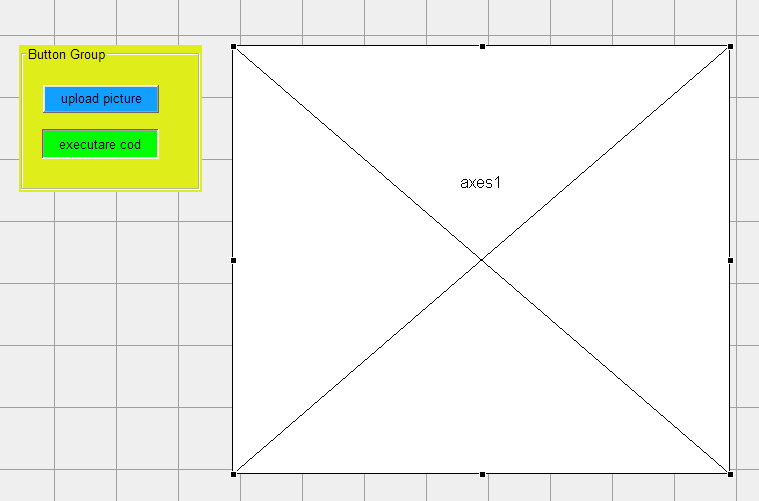 Button Group
upload picture
executare cod
axes1